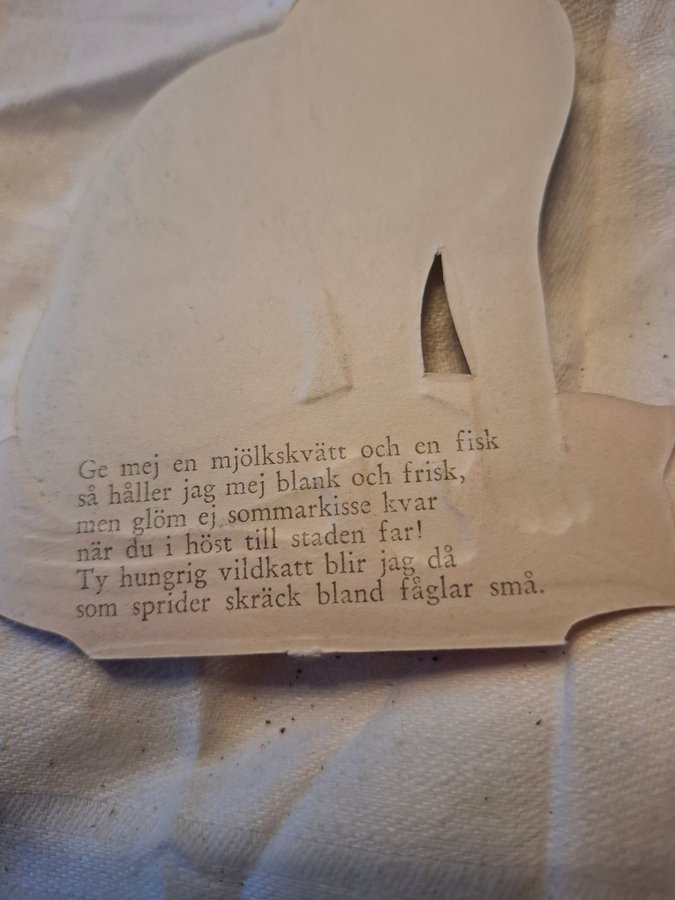 Ge mej en mjölkskvätt och en fisk
så håller jag mej blank och frisk,
men glöm ej sommarkisse kvar
när du i höst till staden far!
Ty hungrig vildkatt blir jag då
som sprider skräck bland fåglar små.